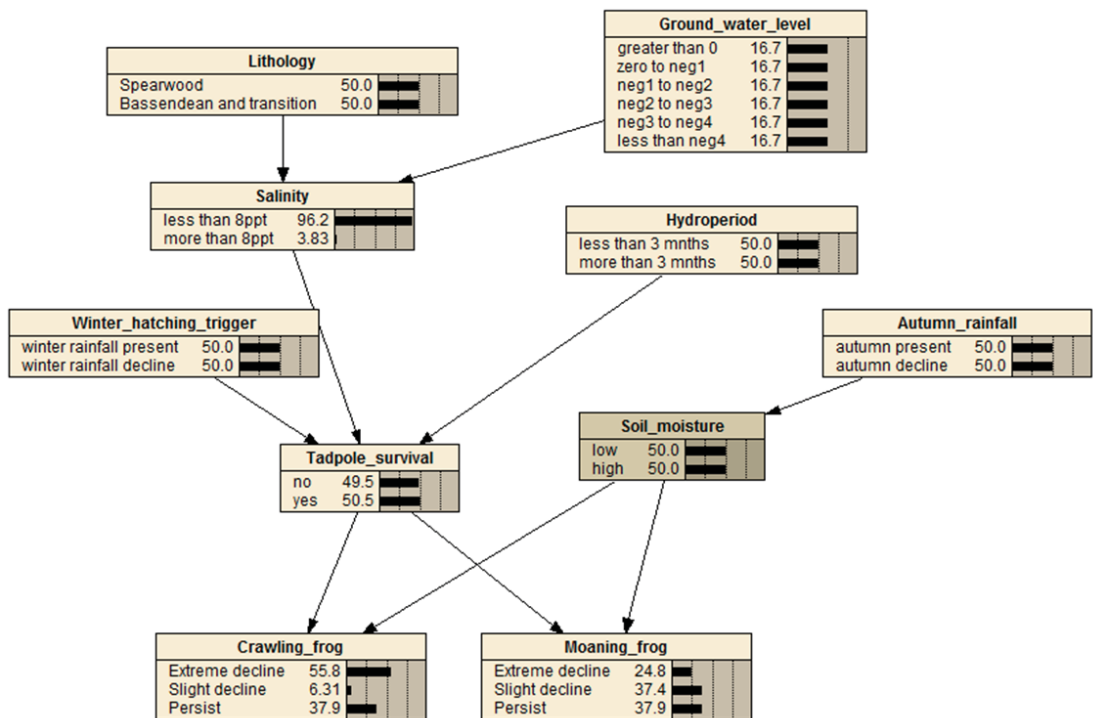 Ground_water_level
greater than 0 16.7
zero to neg1 16.7
neg1 to neg2 16.7
neg2 to neg3 16.7
neg3 to neg4 16.7
less than neg4 16.7
Lithology
Spearwood 50.0
Bassendean and transition 50.0
Salinity
less than 8ppt 96.2
more than 8ppt 3.83
Hydroperiod
less than 3 mnths 50.0
more than 3 mnths 50.0
Winter_hatching_trigger
winter rainfall present 50.0
winter rainfall decline 50.0
Autumn_rainfall
autumn present 50.0
autumn decline 50.0
Soil_moisture
low 50.0
high 50.0
Tadpole_survival
no 49.5
yes 50.5
Crawling_frog
Extreme decline 55.8
Slight decline 6.31
Persist 37.9
Moaning_frog
Extreme decline 24.8
Slight decline 37.4
Persist 37.9